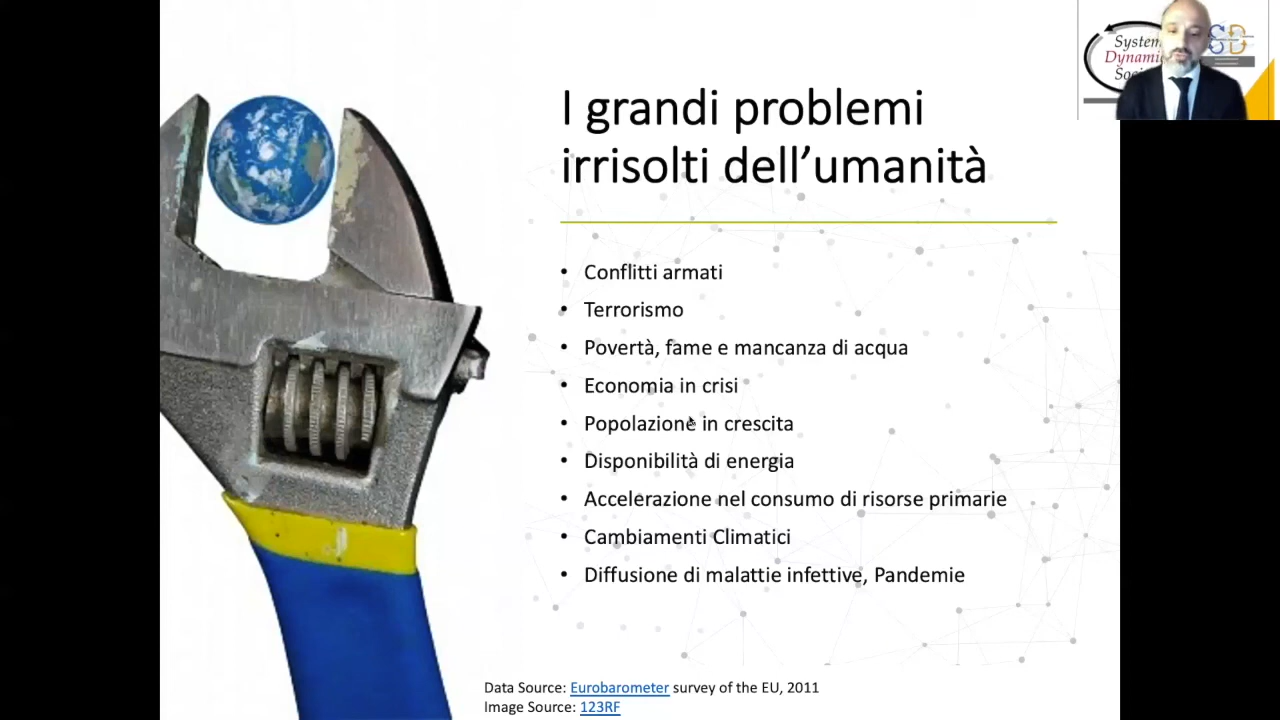 I grandi problemi
irrisolti dell’umanità
• Conflitti armati
• Terrorismo
• Povertà, fame e mancanza di acqua
• Economia in crisi
• Popolazione in crescita
• Disponibilità di energia
• Accelerazione nel consumo di risorse primarie
• Cambiamenti Climatici
• Diffusione di malattie infettive, Pandemie
Data Source: Eurobarometer survey of the EU, 2011
Image Source: 123RF
System